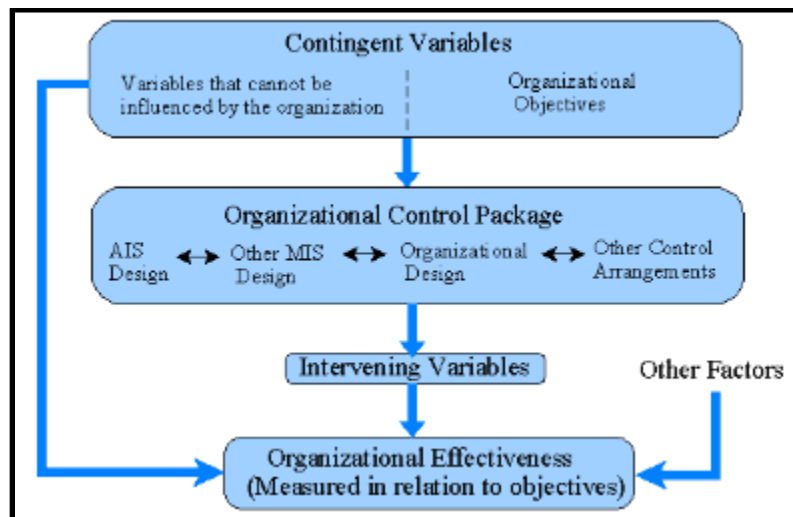 Contingent Variables
Variables that cannot be
influenced by the organization
Organizational
Objectives
Organizational Control Package
AIS
Design
Other MIS
Design
Organizational
Design
Other Control
Arrangements
Intervening Variables
Other Factors
Organizational Effectiveness
(Measured in relation to objectives)